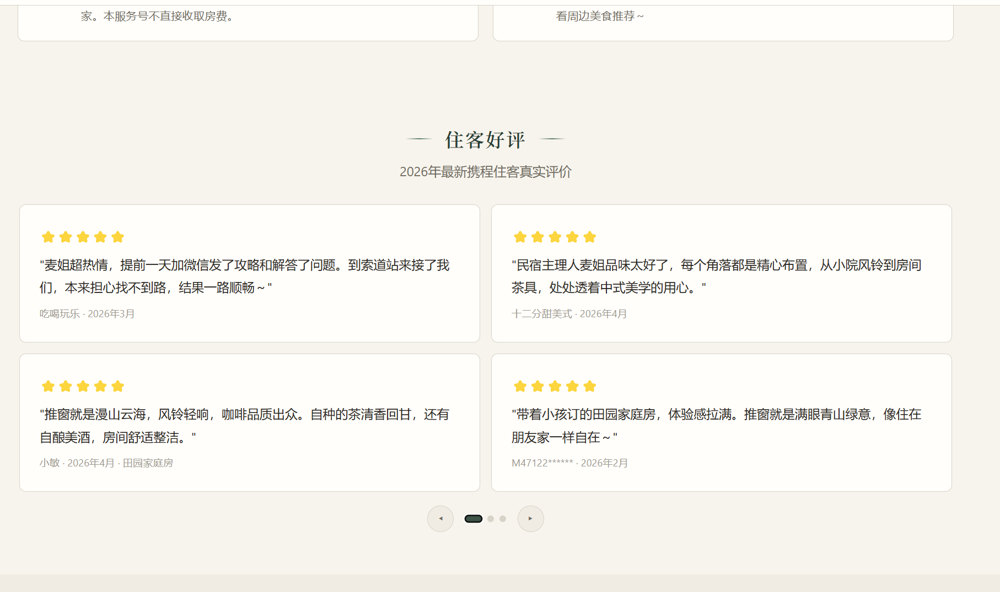 家。本服务号不直接收取房费。
看周边美食推荐～
住客好评
2026年最新携程住客真实评价
"麦姐超热情，提前一天加微信发了攻略和解答了问题。到索道站来接了我
们，本来担心找不到路，结果一路顺畅～"
吃喝玩乐 · 2026年3月
"民宿主理人麦姐品味太好了，每个角落都是精心布置，从小院风铃到房间
茶具，处处透着中式美学的用心。"
十二分甜美式 · 2026年4月
"推窗就是漫山云海，风铃轻响，咖啡品质出众。自种的茶清香回甘，还有
自酿美酒，房间舒适整洁。"
小敏 · 2026年4月 · 田园家庭房
"带着小孩订的田园家庭房，体验感拉满。推窗就是满眼青山绿意，像住在
朋友家一样自在～"
M47122****** · 2026年2月